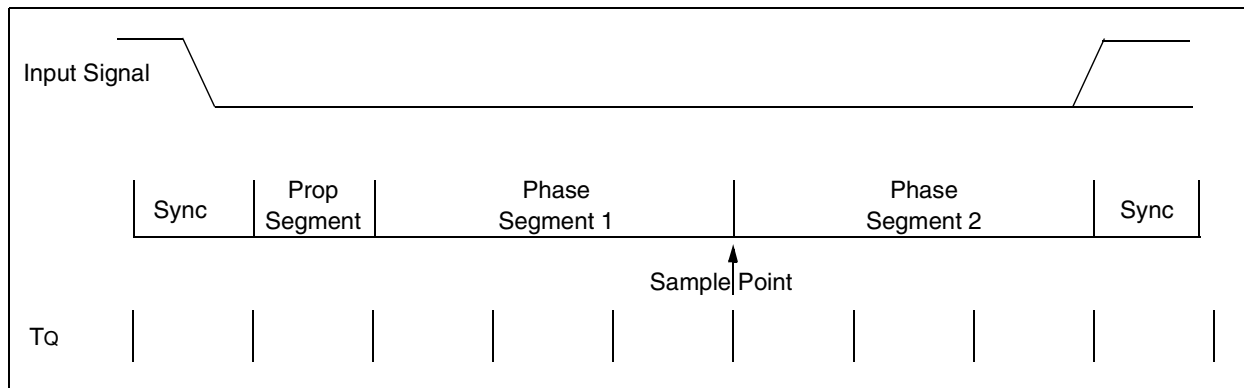 Input Signal
Sync
Prop
Segment
Phase
Segment 1
Phase
Segment 2
Sync
Sample Point
TQ